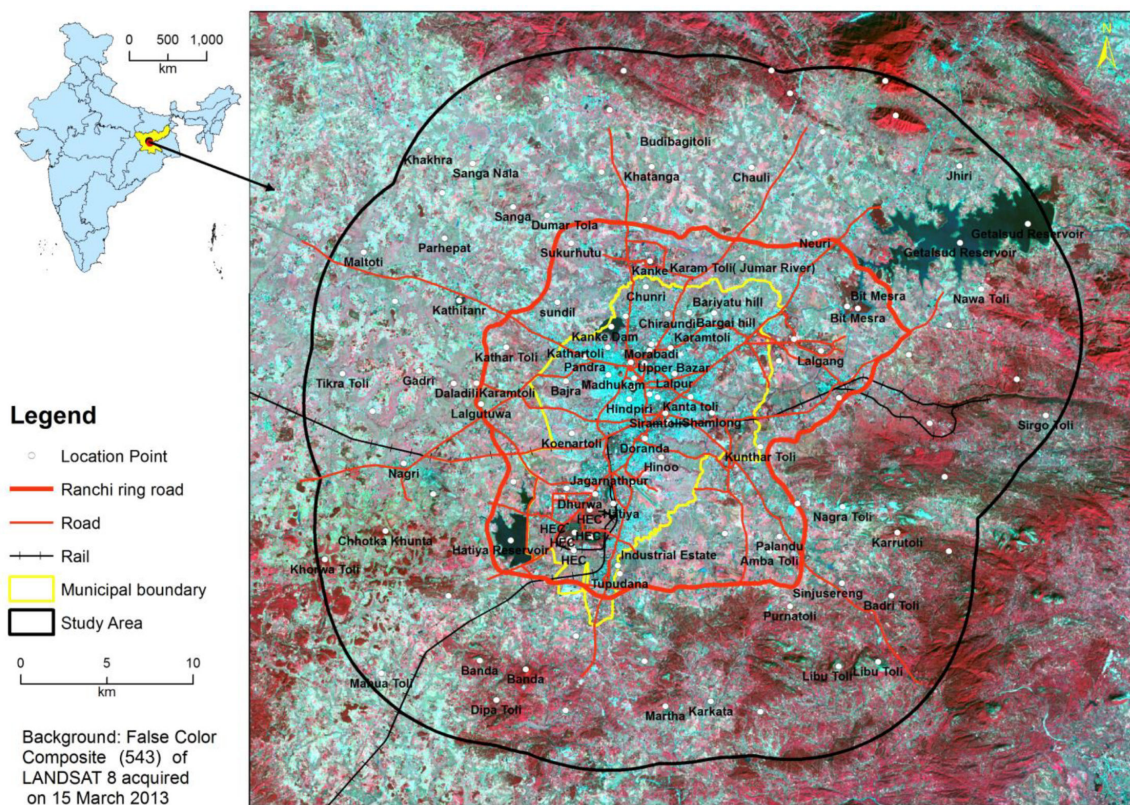 0 500 1,000
km
N
Budibagitoli
Khakhra
Sanga Nala
Khatanga
Chauli
Jhiri
Sanga
Dumar Tola
Getalsud Reservoir
Parhepat
Sukurhutu
Neuri
Getalsud Reservoir
Maltoti
Kanke
Karam Toli( Jumar River)
Chunri
Bit Mesra
Nawa Toli
Kathitanr
sundil
Bariyatu hill
Bit Mesra
Chiraundi
Bargai hill
Kanke Dam
Karamtoli
Kathar Toli
Kathartoli
Morabadi
Lalgang
Pandra
Upper Bazar
Tikra Toli
Gadri
Daladili
Karamtoli
Bajra
Madhukam
Lalpur
Lalgutuwa
Hindpiri
Kanta toli
Siramtoli
Shamlong
Sirgo Toli
Koenartoli
Doranda
Kunthar Toli
Nagri
Hinoo
Jagarnathpur
Dhurwa
Hatiya
HEC
Nagra Toli
HEC
HEC
HEC
HEC
Chhotka Khunta
Hatiya Reservoir
Industrial Estate
Palandu
Karrutoli
Khorwa Toli
Amba Toli
Tupudana
Sinjusereng
Badri Toli
Purnatoli
Banda
Banda
Libu Toli
Libu Toli
Mahua Toli
Dipa Toli
Martha
Karkata
Legend
Location Point
Ranchi ring road
Road
Rail
Municipal boundary
Study Area
0 5 10
km
Background: False Color
Composite (543) of
LANDSAT 8 acquired
on 15 March 2013